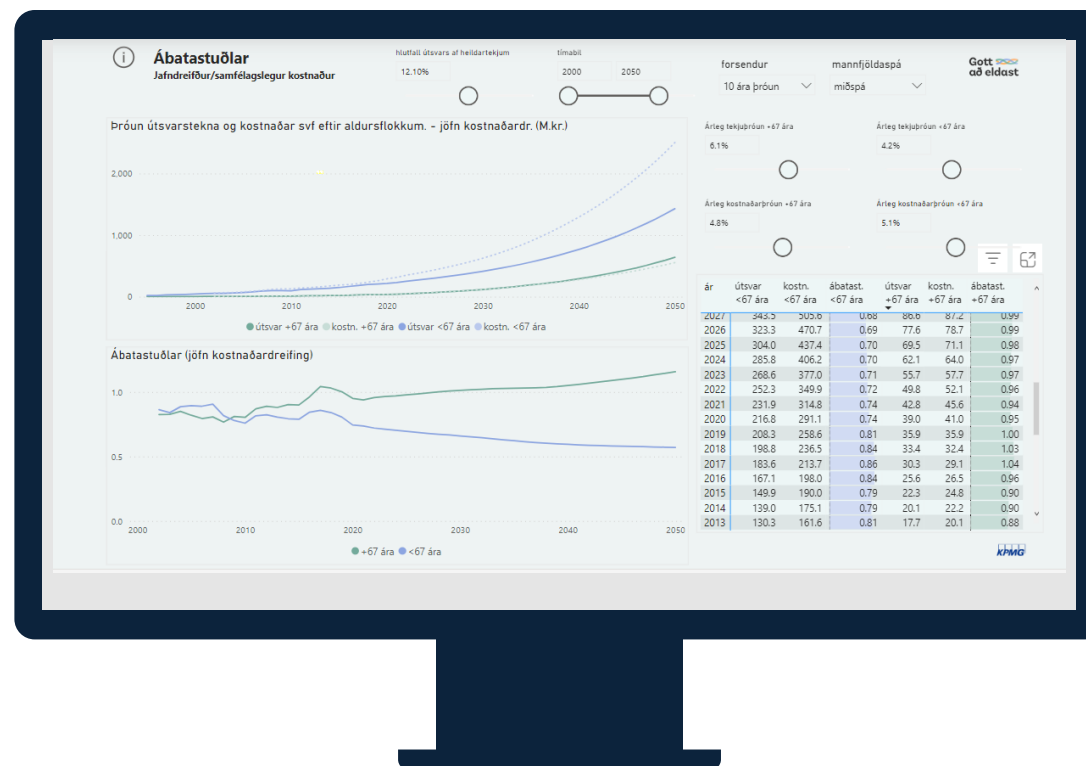 i
Ábatastuðlar
Jafndreifður/samfélagslegur kostnaður
hlutfall útsvars af heildartekjum
12.10%
tímabil
2000 2050
forsendur
10 ára þróun
mannfjöldaspá
miðspá
Gott
að eldast
Þróun útsvarstekna og kostnaðar svf eftir aldursflokkum. - jöfn kostnaðardr. (M.kr.)
2.000
1.000
0
2000 2010 2020 2030 2040 2050
útsvar +67 ára kostn. +67 ára útsvar <67 ára kostn. <67 ára
Árleg tekjuþróun +67 ára
6.1%
Árleg tekjuþróun <67 ára
4.2%
Árleg kostnaðarþróun +67 ára
4.8%
Árleg kostnaðarþróun <67 ára
5.1%
Ábatastuðlar (jöfn kostnaðardreifing)
1.0
0.5
0.0
2000 2010 2020 2030 2040 2050
+67 ára <67 ára
ár útsvar kostn. ábatast. útsvar kostn. ábatast.
<67 ára <67 ára <67 ára +67 ára +67 ára +67 ára
2027 343.5 505.6 0.68 86.6 87.2 0.99
2026 323.3 470.7 0.69 77.6 78.7 0.99
2025 304.0 437.4 0.70 69.5 71.1 0.98
2024 285.8 406.2 0.70 62.1 64.0 0.97
2023 268.6 377.0 0.71 55.7 57.7 0.97
2022 252.3 349.9 0.72 49.8 52.1 0.96
2021 231.9 314.8 0.74 42.8 45.6 0.94
2020 216.8 291.1 0.74 39.0 41.0 0.95
2019 208.3 258.6 0.81 35.9 35.9 1.00
2018 198.8 236.5 0.84 33.4 32.4 1.03
2017 183.6 213.7 0.86 30.3 29.1 1.04
2016 167.1 198.0 0.84 25.6 26.5 0.96
2015 149.9 190.0 0.79 22.3 24.8 0.90
2014 139.0 175.1 0.79 20.1 22.2 0.90
2013 130.3 161.6 0.81 17.7 20.1 0.88
KPMG